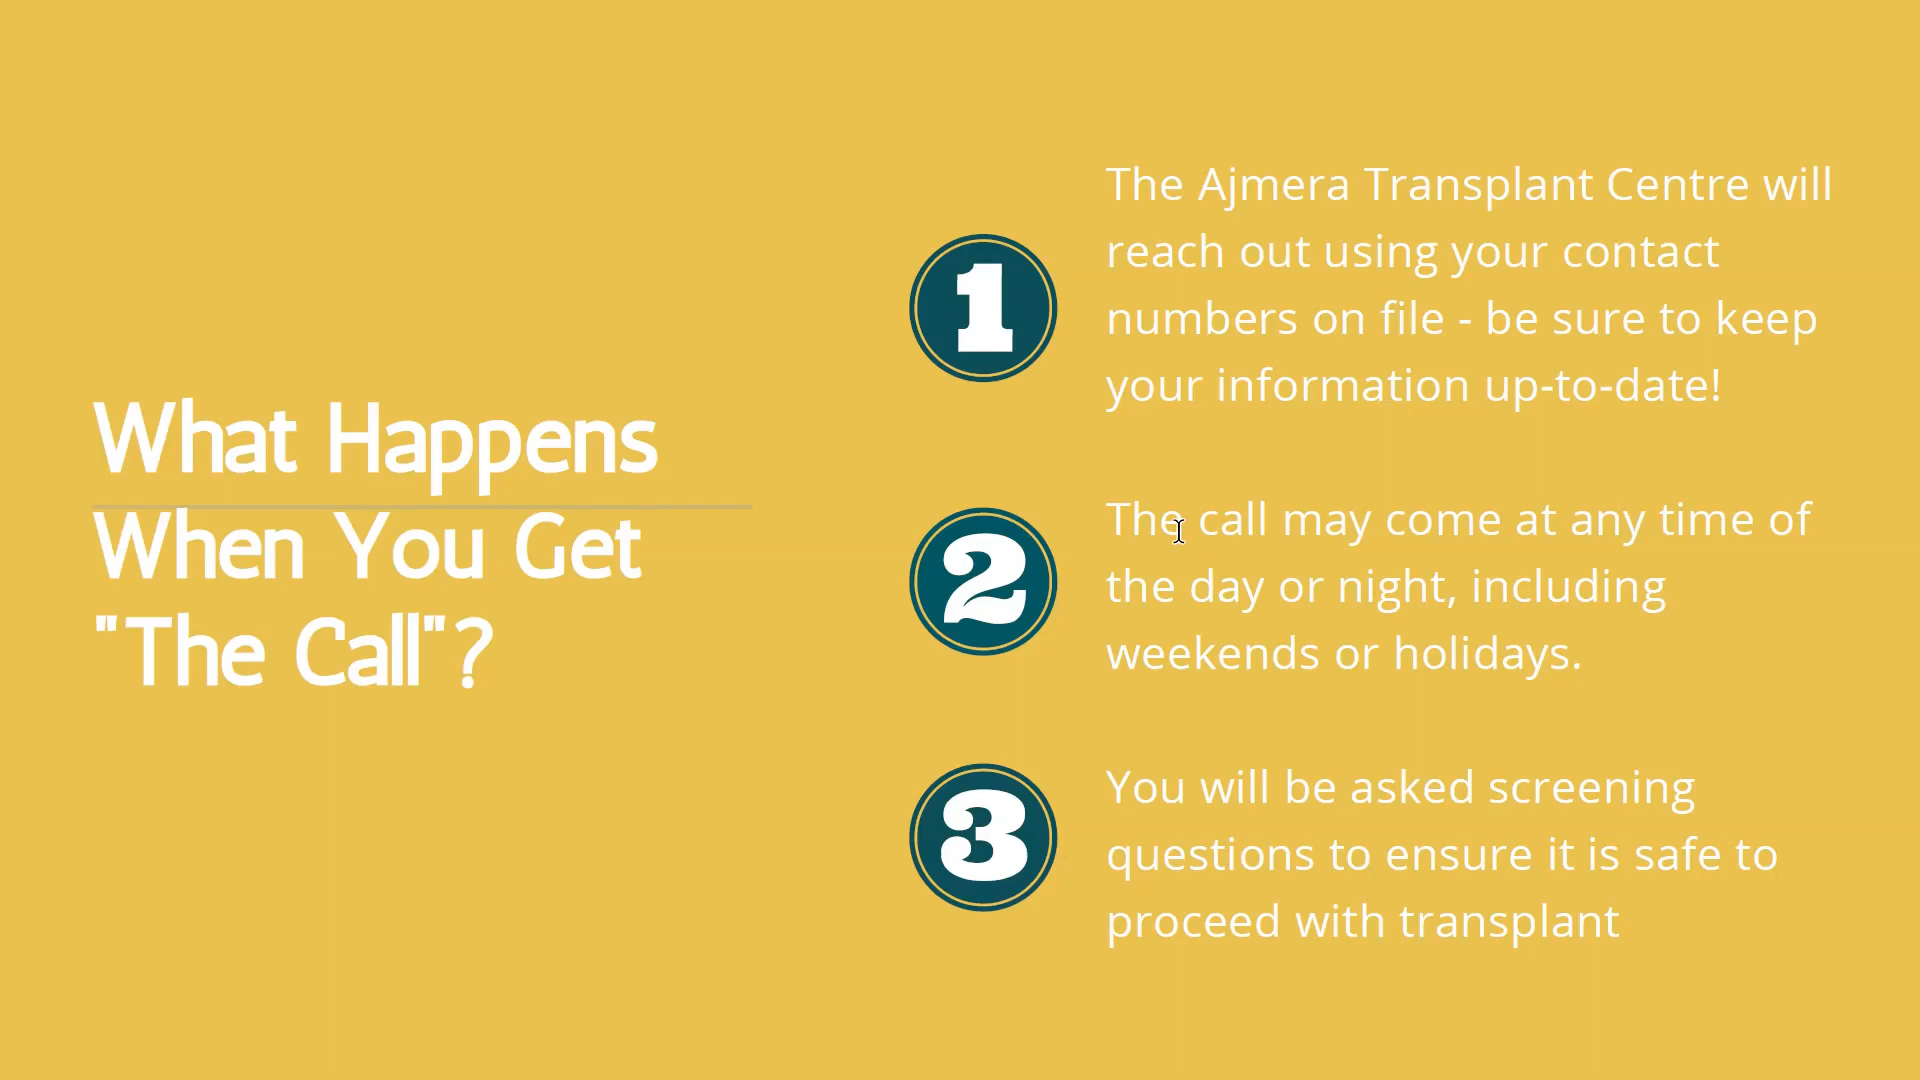 What Happens
When You Get
"The Call"?
1
The Ajmera Transplant Centre will
reach out using your contact
numbers on file - be sure to keep
your information up-to-date!
2
The call may come at any time of
the day or night, including
weekends or holidays.
3
You will be asked screening
questions to ensure it is safe to
proceed with transplant